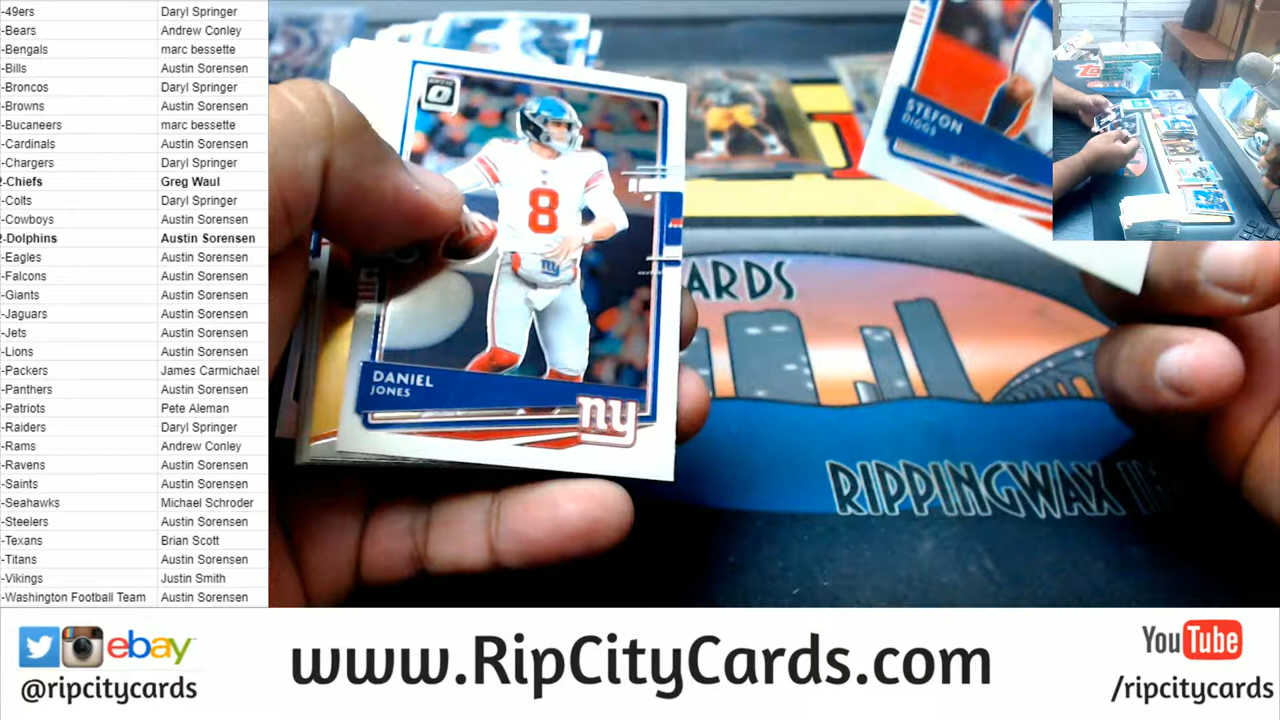 -49ers Daryl Springer
-Bears Andrew Conley
-Bengals marc bessette
-Bills Austin Sorensen
-Broncos Daryl Springer
-Browns Austin Sorensen
-Bucaneers marc bessette
-Cardinals Austin Sorensen
-Chargers Daryl Springer
-Chiefs Greg Waul
-Colts Daryl Springer
-Cowboys Austin Sorensen
-Dolphins Austin Sorensen
-Eagles Austin Sorensen
-Falcons Austin Sorensen
-Giants Austin Sorensen
-Jaguars Austin Sorensen
-Jets Austin Sorensen
-Lions Austin Sorensen
-Packers James Carmichael
-Panthers Austin Sorensen
-Patriots Pete Aleman
-Raiders Daryl Springer
-Rams Andrew Conley
-Ravens Austin Sorensen
-Saints Austin Sorensen
-Seahawks Michael Schroder
-Steelers Austin Sorensen
-Texans Brian Scott
-Titans Austin Sorensen
-Vikings Justin Smith
-Washington Football Team Austin Sorensen
8
DANIEL
JONES
ny
STEFON
DIGGS
ARDS
RIPPINGWAX
ebay
@ripcitycards
www.RipCityCards.com
YouTube
/ripcitycards